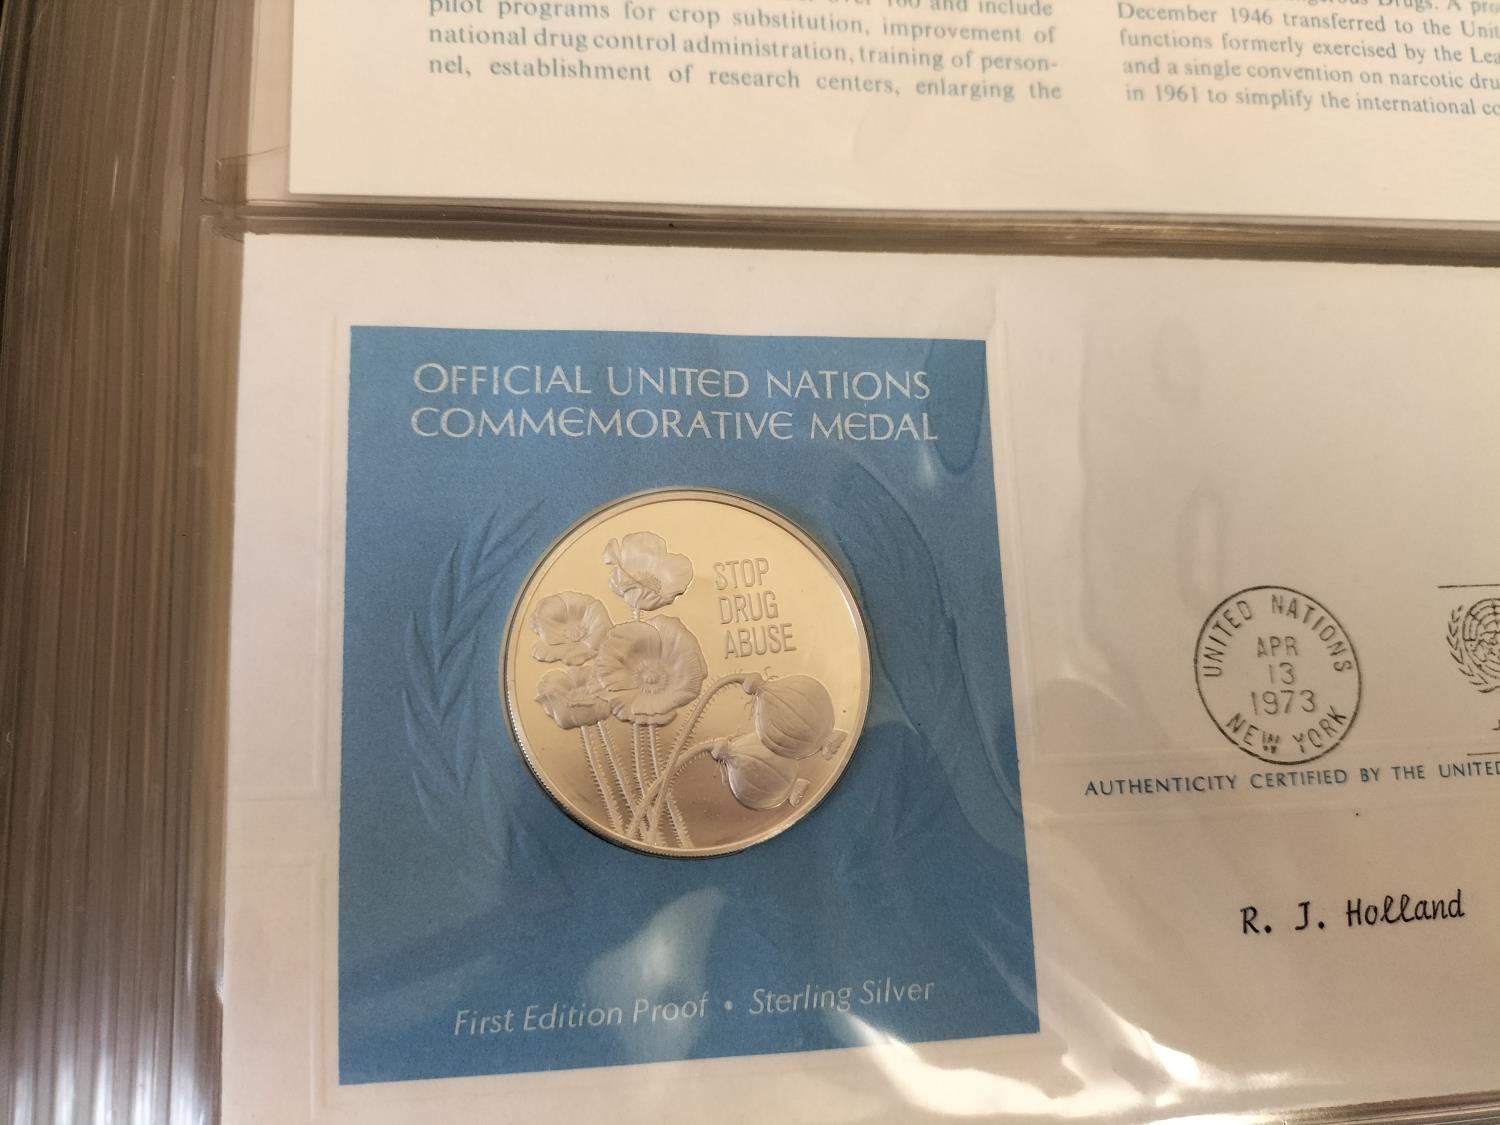 pilot programs for crop substitution, improvement of
national drug control administration, training of person-
nel, establishment of research centers, enlarging the
December 1946 transferred to the Unit
functions formerly exercised by the Lea
and a single convention on narcotic dru
in 1961 to simplify the international co
OFFICIAL UNITED NATIONS
COMMEMORATIVE MEDAL
STOP
DRUG
ABUSE
First Edition Proof • Sterling Silver
UNITED NATIONS
APR
13
1973
NEW YORK
AUTHENTICITY CERTIFIED BY THE UNITED
R. J. Holland